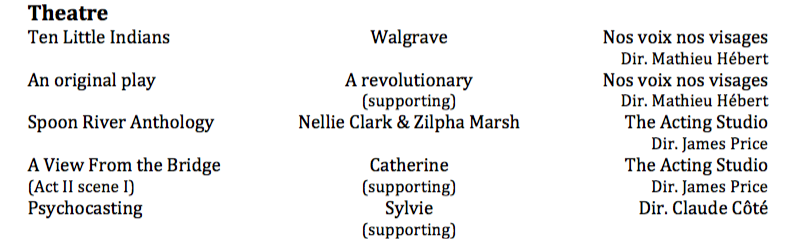 Theatre
Ten Little Indians Walgrave Nos voix nos visages
Dir. Mathieu Hébert
An original play A revolutionary Nos voix nos visages
(supporting) Dir. Mathieu Hébert
Spoon River Anthology Nellie Clark & Zilpha Marsh The Acting Studio
Dir. James Price
A View From the Bridge Catherine The Acting Studio
(Act II scene I) (supporting) Dir. James Price
Psychocasting Sylvie Dir. Claude Côté
(supporting)